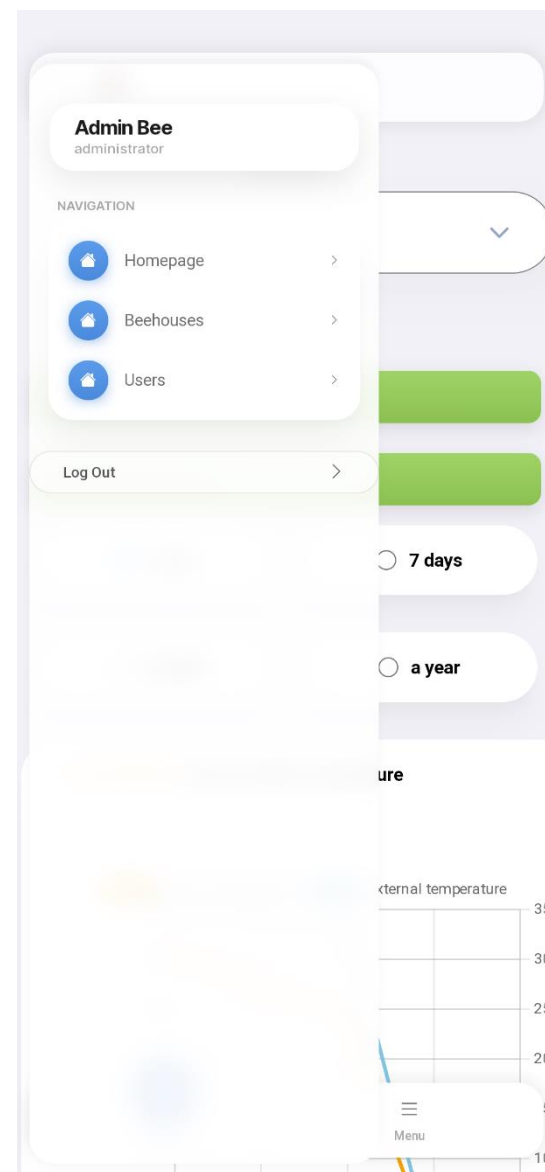 Admin Bee
administrator
NAVIGATION
Homepage
Beehouses
Users
Log Out
7 days
a year
ure
xternal temperature
35
30
25
20
Menu
10